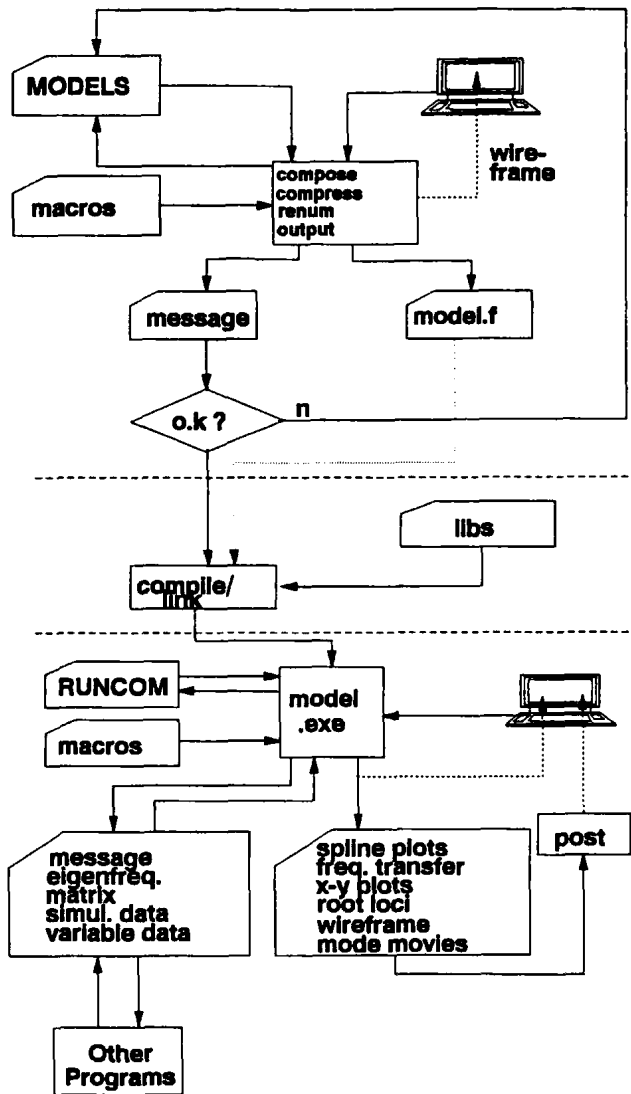 MODELS
wire-
frame
compose
compress
renum
output
macros
message
model.f
o.k ?
n
libs
compile/
link
RUNCOM
model
.exe
macros
post
message
eigenfreq.
matrix
simul. data
variable data
spline plots
freq. transfer
x-y plots
root loci
wireframe
mode movies
Other
Programs